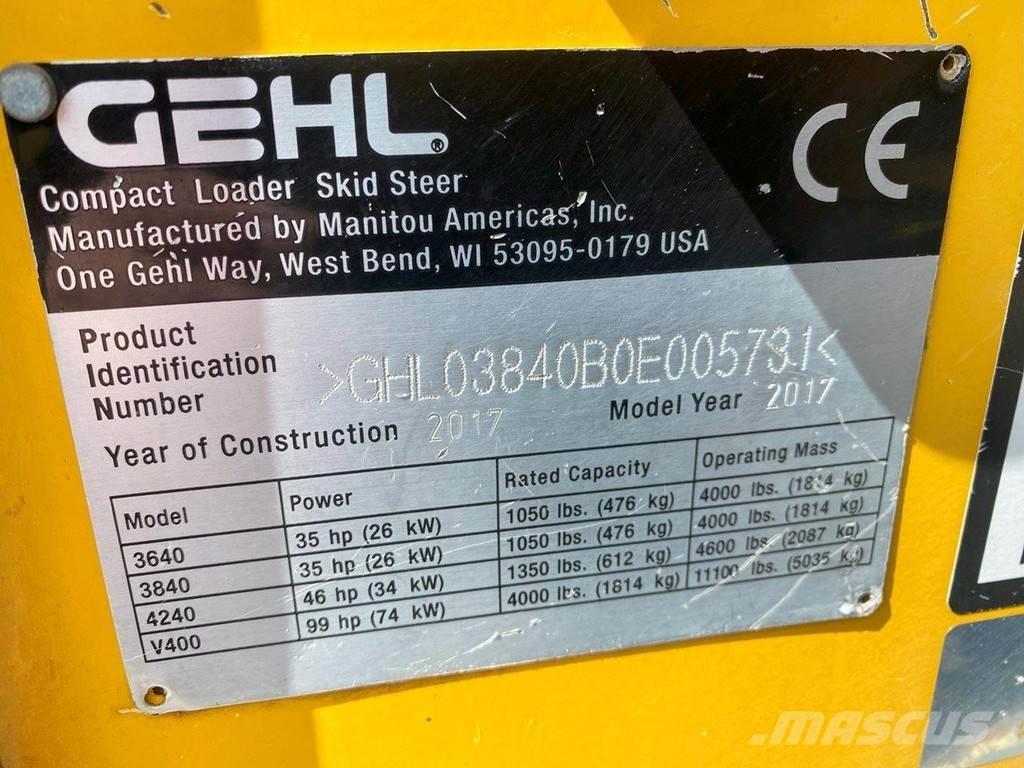 GEHL®
CE
Compact Loader Skid Steer
Manufactured by Manitou Americas, Inc.
One Gehl Way, West Bend, WI 53095-0179 USA
Product
Identification
Number
>GHL03840B0E005791<
Year of Construction 2017 Model Year 2017
Model Power Rated Capacity Operating Mass
3640 35 hp (26 kW) 1050 lbs. (476 kg) 4000 lbs. (1814 kg)
3840 35 hp (26 kW) 1050 lbs. (476 kg) 4000 lbs. (1814 kg)
4240 46 hp (34 kW) 1350 lbs. (612 kg) 4600 lbs. (2087 kg)
V400 99 hp (74 kW) 4000 lbs. (1814 kg) 11100 lbs. (5035 kg)
MASCUS